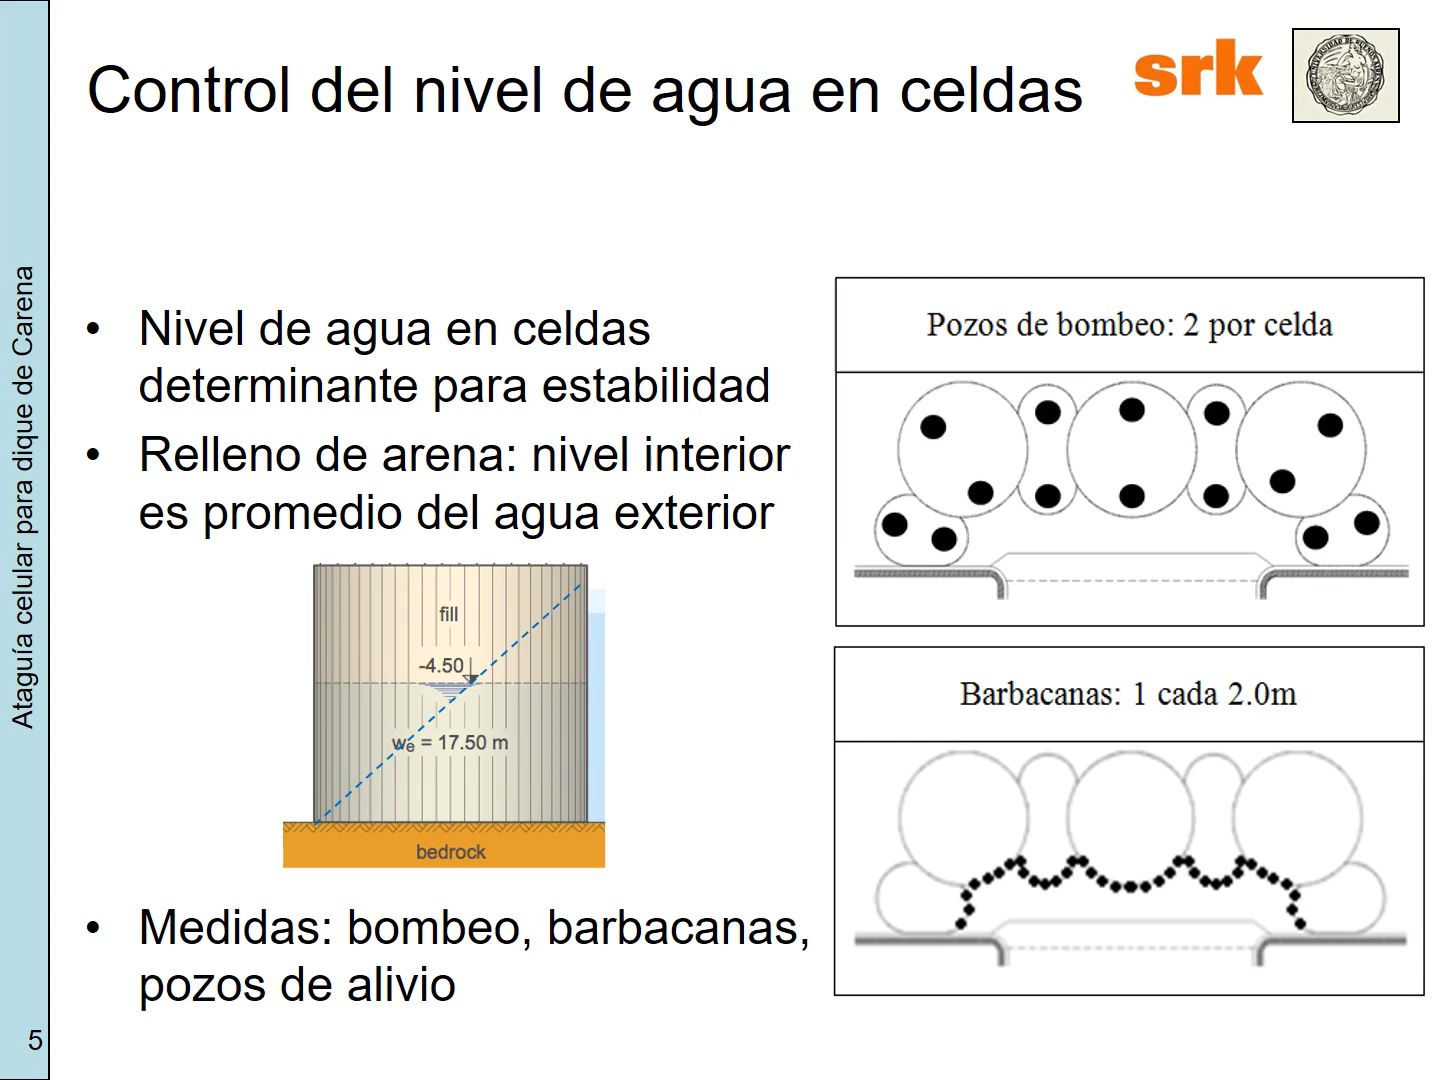 Control del nivel de agua en celdas
srk
Ataguía celular para dique de Carena
• Nivel de agua en celdas
determinante para estabilidad
• Relleno de arena: nivel interior
es promedio del agua exterior
fill
-4.50
we = 17.50 m
bedrock
• Medidas: bombeo, barbacanas,
pozos de alivio
Pozos de bombeo: 2 por celda
Barbacanas: 1 cada 2.0m
5